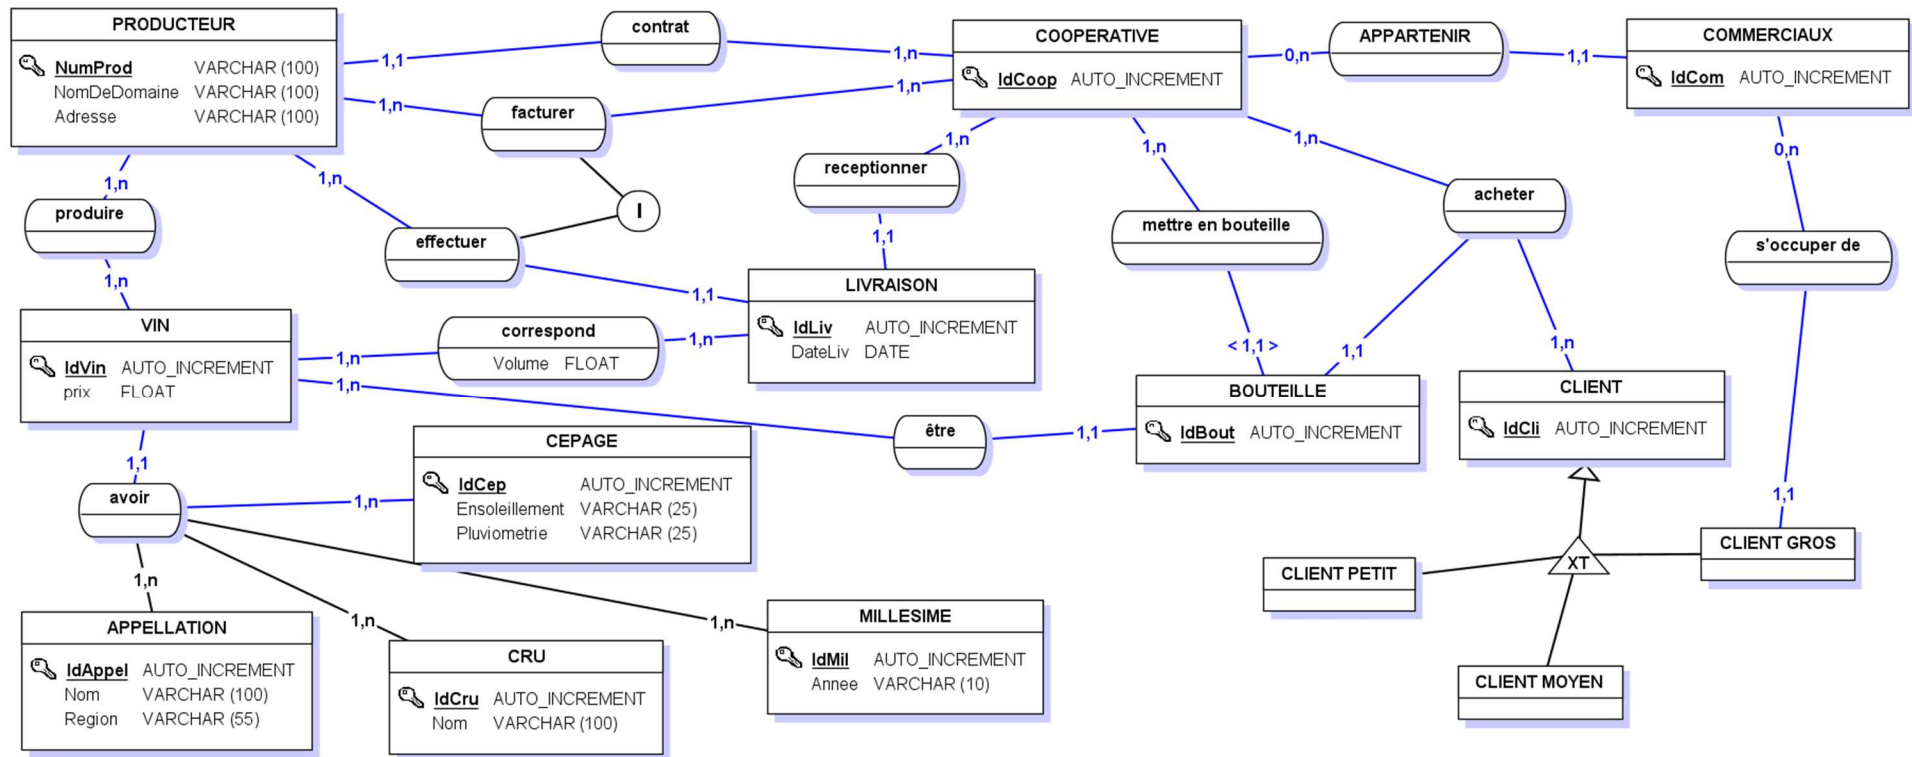 PRODUCTEUR
NumProd VARCHAR (100)
NomDeDomaine VARCHAR (100)
Adresse VARCHAR (100)
contrat
1,1
1,n
COOPERATIVE
IdCoop AUTO_INCREMENT
0,n
APPARTENIR
1,1
COMMERCIAUX
IdCom AUTO_INCREMENT
1,n
facturer
1,n
1,n
produire
1,n
1,n
effectuer
I
1,1
1,n
receptionner
1,1
1,n
mettre en bouteille
< 1,1 >
1,n
acheter
1,1
1,n
0,n
s'occuper de
1,1
VIN
IdVin AUTO_INCREMENT
prix FLOAT
1,n
correspond
Volume FLOAT
1,n
LIVRAISON
IdLiv AUTO_INCREMENT
DateLiv DATE
1,n
être
1,1
BOUTEILLE
IdBout AUTO_INCREMENT
CLIENT
IdCli AUTO_INCREMENT
1,1
avoir
1,n
CEPAGE
IdCep AUTO_INCREMENT
Ensoleillement VARCHAR (25)
Pluviometrie VARCHAR (25)
1,n
1,n
1,n
APPELLATION
IdAppel AUTO_INCREMENT
Nom VARCHAR (100)
Region VARCHAR (55)
CRU
IdCru AUTO_INCREMENT
Nom VARCHAR (100)
MILLESIME
IdMil AUTO_INCREMENT
Annee VARCHAR (10)
XT
CLIENT PETIT
CLIENT GROS
CLIENT MOYEN